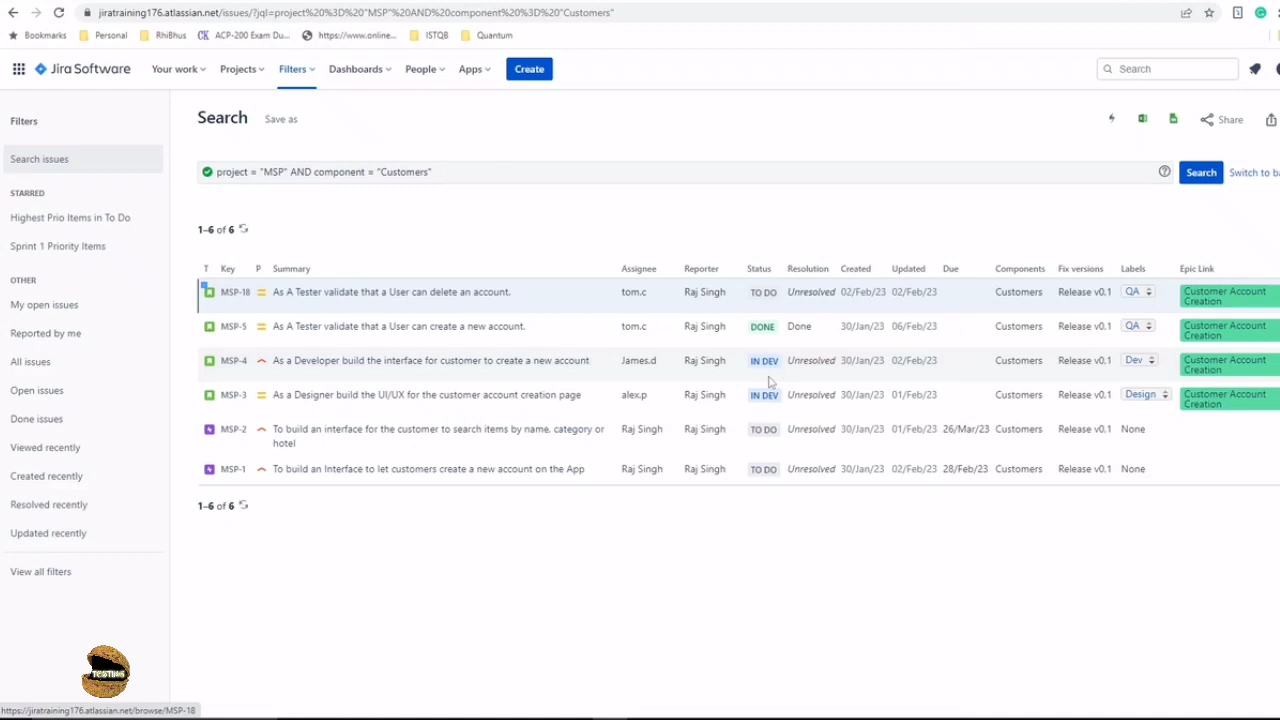 jiratraining176.atlassian.net/issues/?jql=project%20%3D%20"MSP"%20AND%20component%20%3D%20"Customers"
Bookmarks Personal RhiBhus CK ACP-200 Exam Du... https://www.online... ISTQB Quantum
Jira Software Your work Projects Filters Dashboards People Apps Create Search
Filters
Search issues
STARRED
Highest Prio Items in To Do
Sprint 1 Priority Items
OTHER
My open issues
Reported by me
All issues
Open issues
Done issues
Viewed recently
Created recently
Resolved recently
Updated recently
View all filters
Search Save as Share
project = "MSP" AND component = "Customers" Search Switch to ba
1–6 of 6
T Key P Summary Assignee Reporter Status Resolution Created Updated Due Components Fix versions Labels Epic Link
MSP-18 As A Tester validate that a User can delete an account. tom.c Raj Singh TO DO Unresolved 02/Feb/23 02/Feb/23 Customers Release v0.1 QA Customer Account
Creation
MSP-5 As A Tester validate that a User can create a new account. tom.c Raj Singh DONE Done 30/Jan/23 06/Feb/23 Customers Release v0.1 QA Customer Account
Creation
MSP-4 As a Developer build the interface for customer to create a new account James.d Raj Singh IN DEV Unresolved 30/Jan/23 02/Feb/23 Customers Release v0.1 Dev Customer Account
Creation
MSP-3 As a Designer build the UI/UX for the customer account creation page alex.p Raj Singh IN DEV Unresolved 30/Jan/23 01/Feb/23 Customers Release v0.1 Design Customer Account
Creation
MSP-2 To build an interface for the customer to search items by name, category or Raj Singh Raj Singh TO DO Unresolved 30/Jan/23 01/Feb/23 26/Mar/23 Customers Release v0.1 None
hotel
MSP-1 To build an Interface to let customers create a new account on the App Raj Singh Raj Singh TO DO Unresolved 30/Jan/23 02/Feb/23 28/Feb/23 Customers Release v0.1 None
1–6 of 6
TESTING
https://jiratraining176.atlassian.net/browse/MSP-18